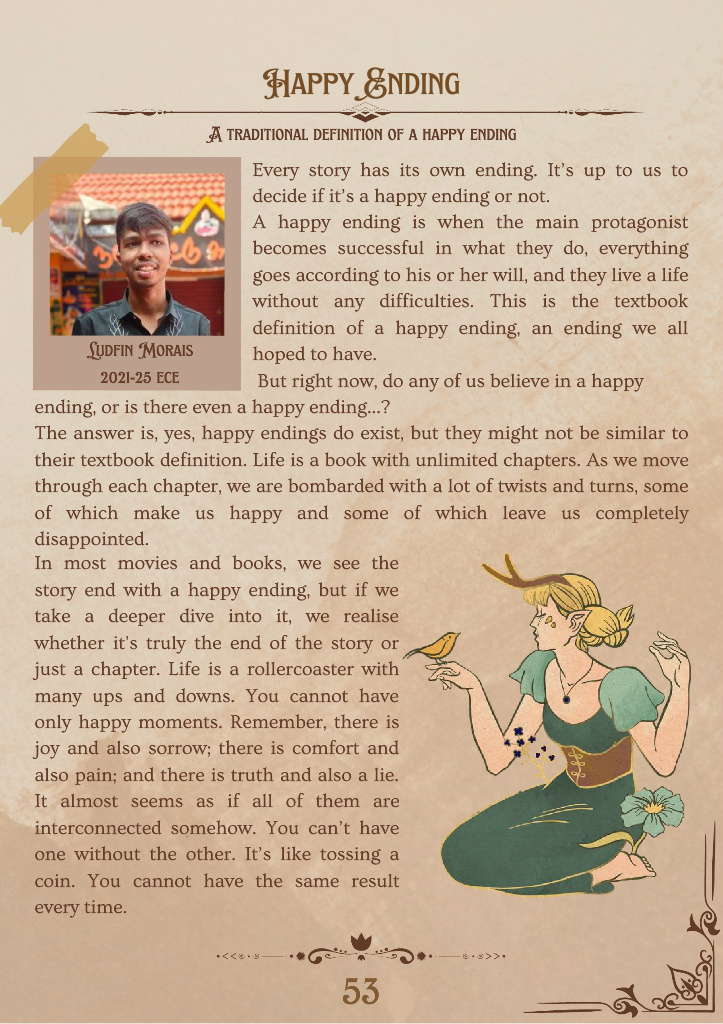 Happy Ending
A traditional definition of a happy ending
Every story has its own ending. It’s up to us to
decide if it’s a happy ending or not.
A happy ending is when the main protagonist
becomes successful in what they do, everything
goes according to his or her will, and they live a life
without any difficulties. This is the textbook
definition of a happy ending, an ending we all
hoped to have.
Ludfin Morais
2021-25 ECE
But right now, do any of us believe in a happy
ending, or is there even a happy ending...?
The answer is, yes, happy endings do exist, but they might not be similar to
their textbook definition. Life is a book with unlimited chapters. As we move
through each chapter, we are bombarded with a lot of twists and turns, some
of which make us happy and some of which leave us completely
disappointed.
In most movies and books, we see the
story end with a happy ending, but if we
take a deeper dive into it, we realise
whether it's truly the end of the story or
just a chapter. Life is a rollercoaster with
many ups and downs. You cannot have
only happy moments. Remember, there is
joy and also sorrow; there is comfort and
also pain; and there is truth and also a lie.
It almost seems as if all of them are
interconnected somehow. You can’t have
one without the other. It’s like tossing a
coin. You cannot have the same result
every time.
53